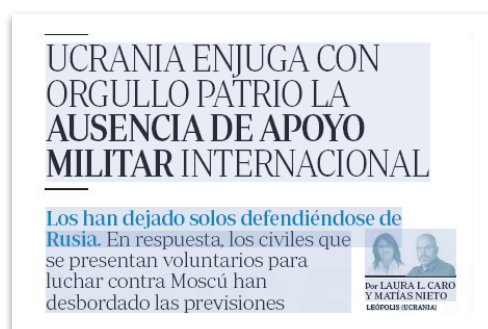 UCRANIA ENJUGA CON
ORGULLO PATRIO LA
AUSENCIA DE APOYO
MILITAR INTERNACIONAL
Los han dejado solos defendiéndose de
Rusia. En respuesta, los civiles que
se presentan voluntarios para
luchar contra Moscú han
desbordado las previsiones
Por LAURA L. CARO
Y MATÍAS NIETO
LEÓPOLIS (UCRANIA)